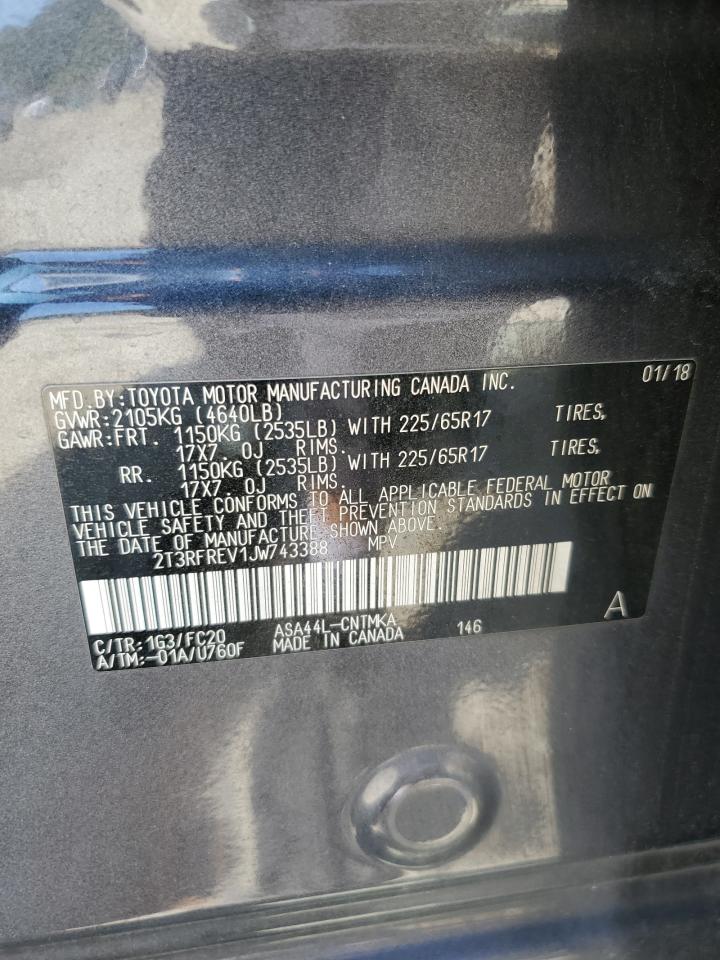 MFD.BY:TOYOTA MOTOR MANUFACTURING CANADA INC. 01/18
GVWR:2105KG (4640LB)
GAWR:FRT. 1150KG (2535LB) WITH 225/65R17 TIRES,
17X7.0J RIMS.
RR. 1150KG (2535LB) WITH 225/65R17 TIRES,
17X7.0J RIMS.
THIS VEHICLE CONFORMS TO ALL APPLICABLE FEDERAL MOTOR
VEHICLE SAFETY AND THEFT PREVENTION STANDARDS IN EFFECT ON
THE DATE OF MANUFACTURE SHOWN ABOVE.
2T3RFREV1JW743388 MPV
C/TR:1G3/FC20 ASA44L-CNTMKA 146 A
A/TM:-01A/U760F MADE IN CANADA